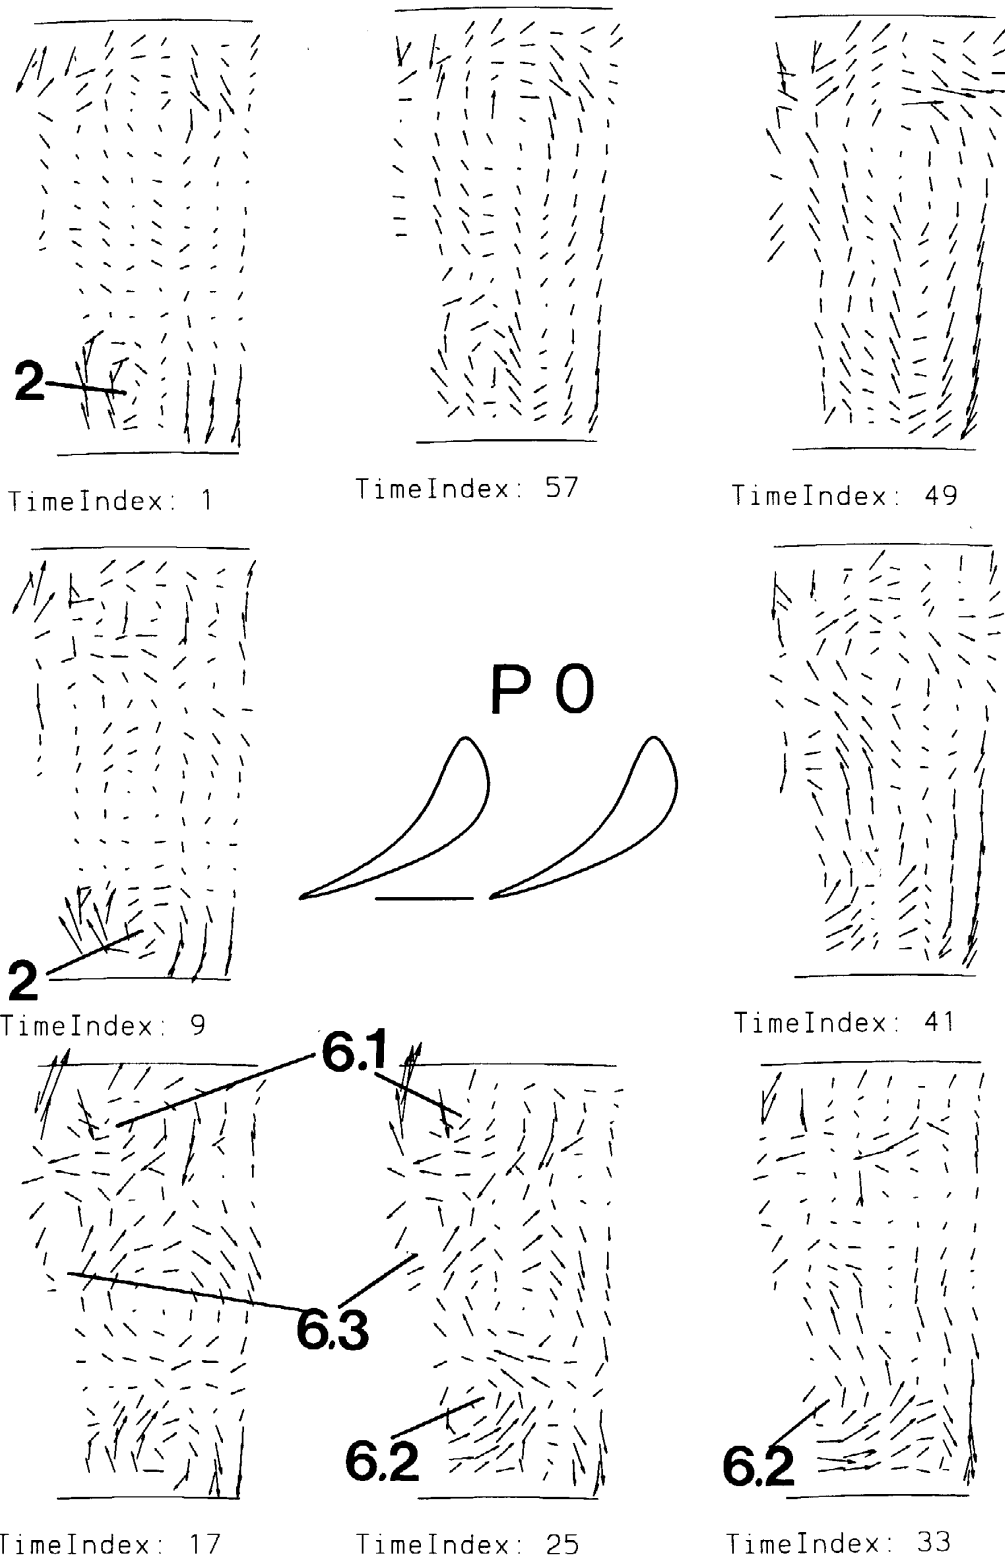 2
TimeIndex: 1
TimeIndex: 57
TimeIndex: 49
P 0
2
TimeIndex: 9
TimeIndex: 41
6.1
6.3
6.2
6.2
TimeIndex: 17
TimeIndex: 25
TimeIndex: 33